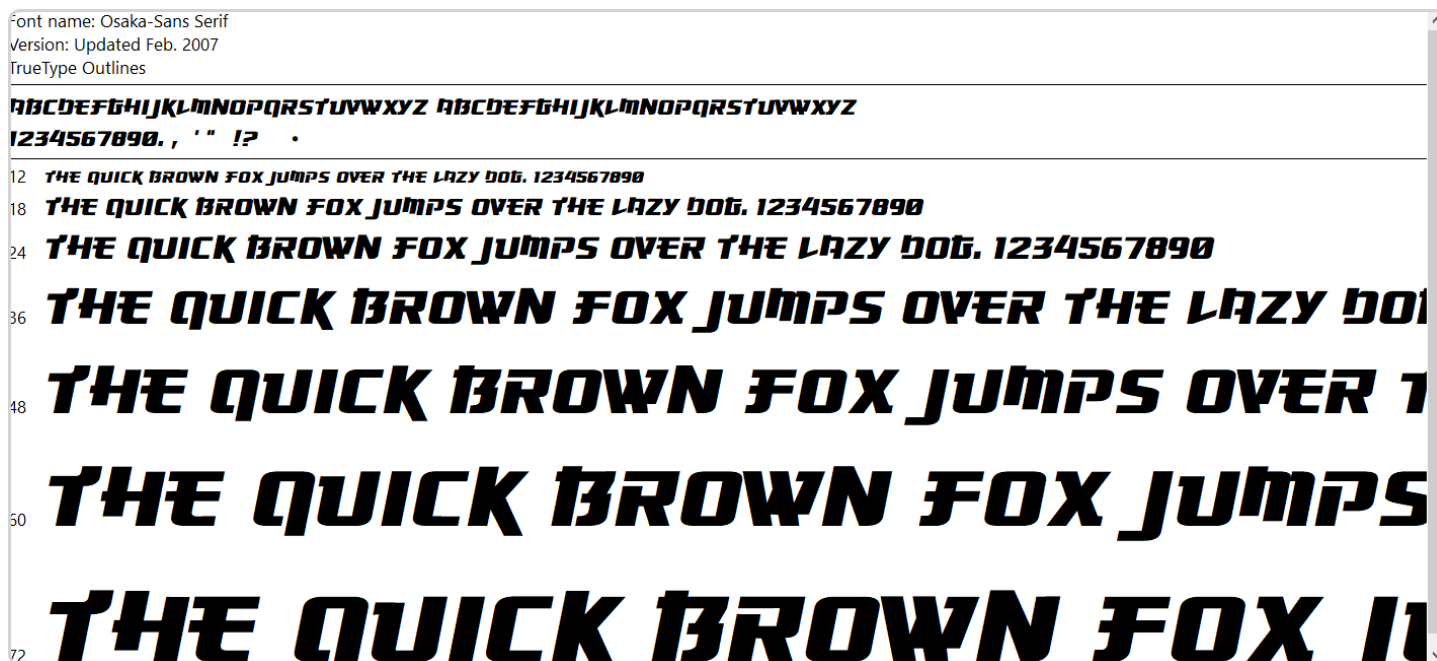 Font name: Osaka-Sans Serif
Version: Updated Feb. 2007
TrueType Outlines
ABCDEFGHIJKLMNOPQRSTUVWXYZ ABCDEFGHIJKLMNOPQRSTUVWXYZ
1234567890. , ' " !? •
12 THE QUICK BROWN FOX JUMPS OVER THE LAZY DOG. 1234567890
18 THE QUICK BROWN FOX JUMPS OVER THE LAZY DOG. 1234567890
24 THE QUICK BROWN FOX JUMPS OVER THE LAZY DOG. 1234567890
36 THE QUICK BROWN FOX JUMPS OVER THE LAZY DO
48 THE QUICK BROWN FOX JUMPS OVER T
60 THE QUICK BROWN FOX JUMPS
72 THE QUICK BROWN FOX